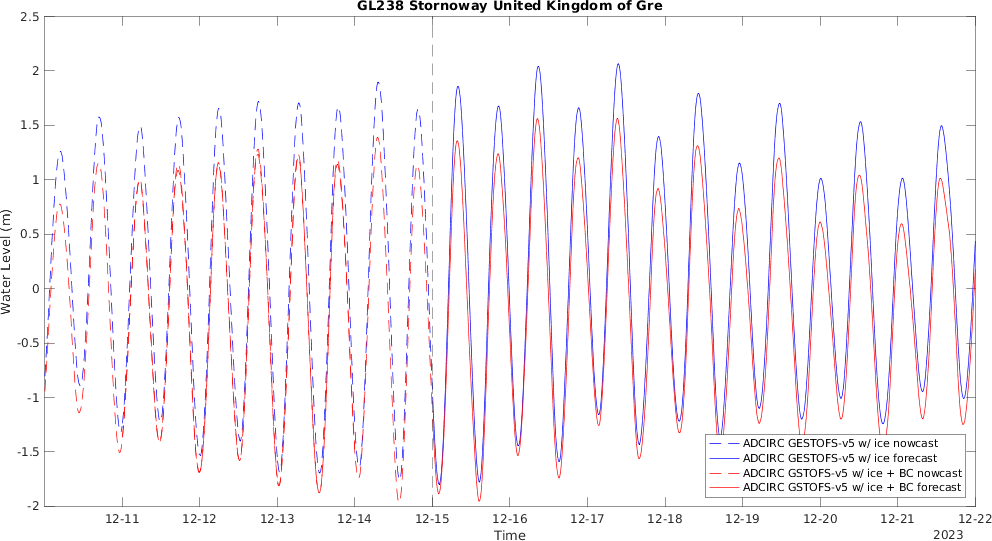 GL238 Stornoway United Kingdom of Gre
2.5
2
1.5
1
0.5
0
-0.5
-1
-1.5
-2
Water Level (m)
ADCIRC GESTOFS-v5 w/ ice nowcast
ADCIRC GESTOFS-v5 w/ ice forecast
ADCIRC GSTOFS-v5 w/ ice + BC nowcast
ADCIRC GSTOFS-v5 w/ ice + BC forecast
12-11 12-12 12-13 12-14 12-15 12-16 12-17 12-18 12-19 12-20 12-21 12-22
Time
2023